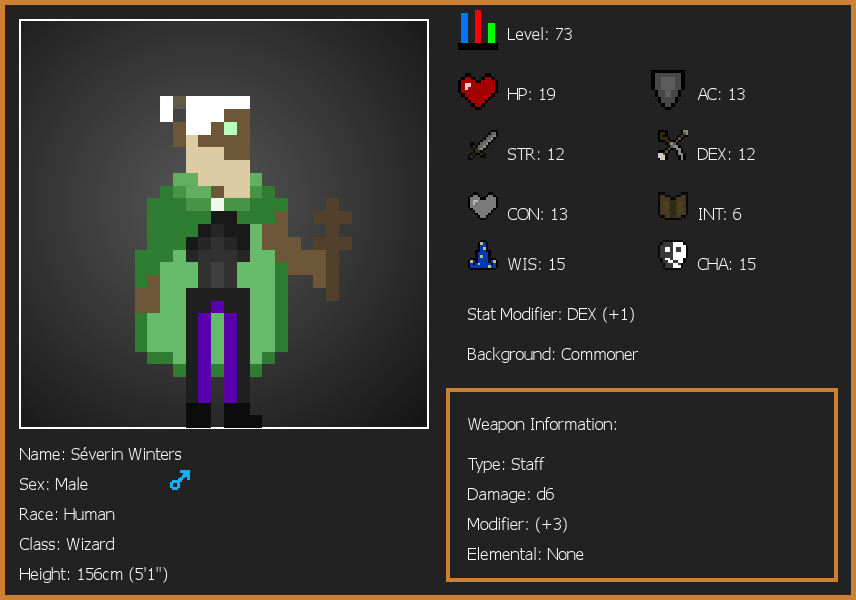 Level: 73
HP: 19
AC: 13
STR: 12
DEX: 12
CON: 13
INT: 6
WIS: 15
CHA: 15
Stat Modifier: DEX (+1)
Background: Commoner
Weapon Information:
Type: Staff
Damage: d6
Modifier: (+3)
Elemental: None
Name: Séverin Winters
Sex: Male
Race: Human
Class: Wizard
Height: 156cm (5'1")